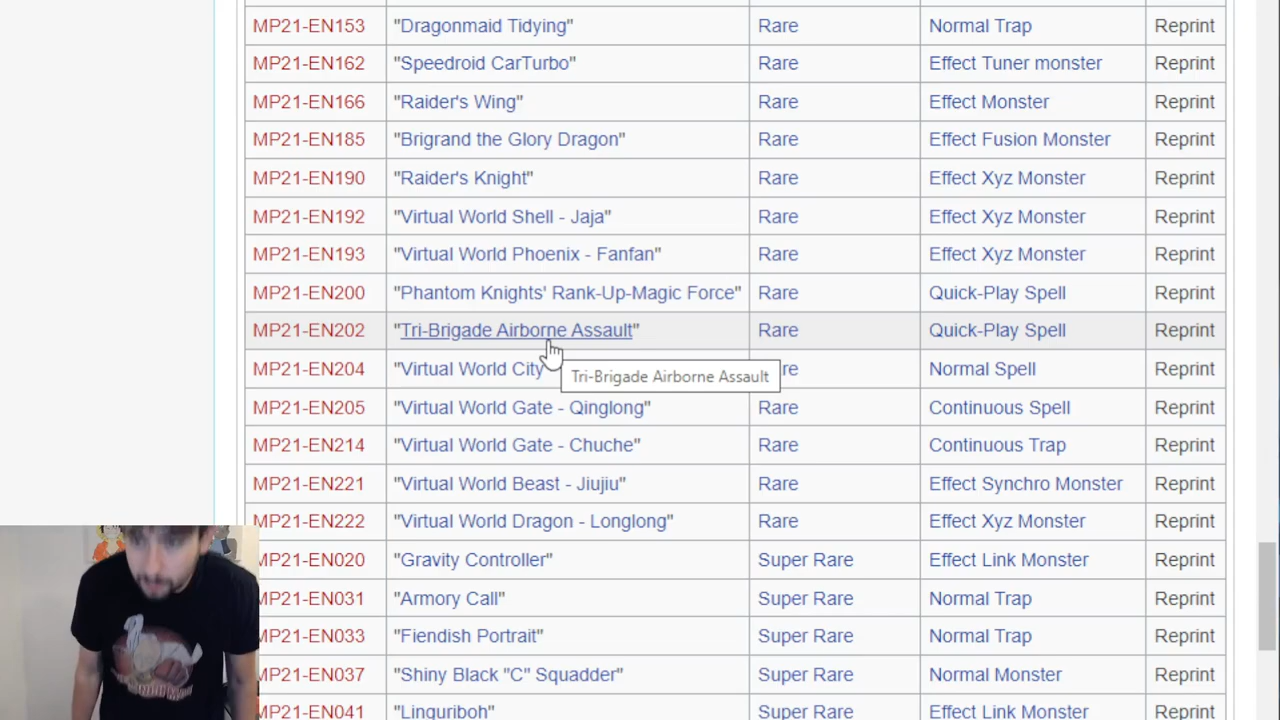 MP21-EN153 "Dragonmaid Tidying" Rare Normal Trap Reprint
MP21-EN162 "Speedroid CarTurbo" Rare Effect Tuner monster Reprint
MP21-EN166 "Raider's Wing" Rare Effect Monster Reprint
MP21-EN185 "Brigrand the Glory Dragon" Rare Effect Fusion Monster Reprint
MP21-EN190 "Raider's Knight" Rare Effect Xyz Monster Reprint
MP21-EN192 "Virtual World Shell - Jaja" Rare Effect Xyz Monster Reprint
MP21-EN193 "Virtual World Phoenix - Fanfan" Rare Effect Xyz Monster Reprint
MP21-EN200 "Phantom Knights' Rank-Up-Magic Force" Rare Quick-Play Spell Reprint
MP21-EN202 "Tri-Brigade Airborne Assault" Rare Quick-Play Spell Reprint
MP21-EN204 "Virtual World City re Normal Spell Reprint
Tri-Brigade Airborne Assault
MP21-EN205 "Virtual World Gate - Qinglong" Rare Continuous Spell Reprint
MP21-EN214 "Virtual World Gate - Chuche" Rare Continuous Trap Reprint
MP21-EN221 "Virtual World Beast - Jiujiu" Rare Effect Synchro Monster Reprint
MP21-EN222 "Virtual World Dragon - Longlong" Rare Effect Xyz Monster Reprint
MP21-EN020 "Gravity Controller" Super Rare Effect Link Monster Reprint
MP21-EN031 "Armory Call" Super Rare Normal Trap Reprint
MP21-EN033 "Fiendish Portrait" Super Rare Normal Trap Reprint
MP21-EN037 "Shiny Black "C" Squadder" Super Rare Normal Monster Reprint
MP21-EN041 "Linguriboh" Super Rare Effect Link Monster Reprint